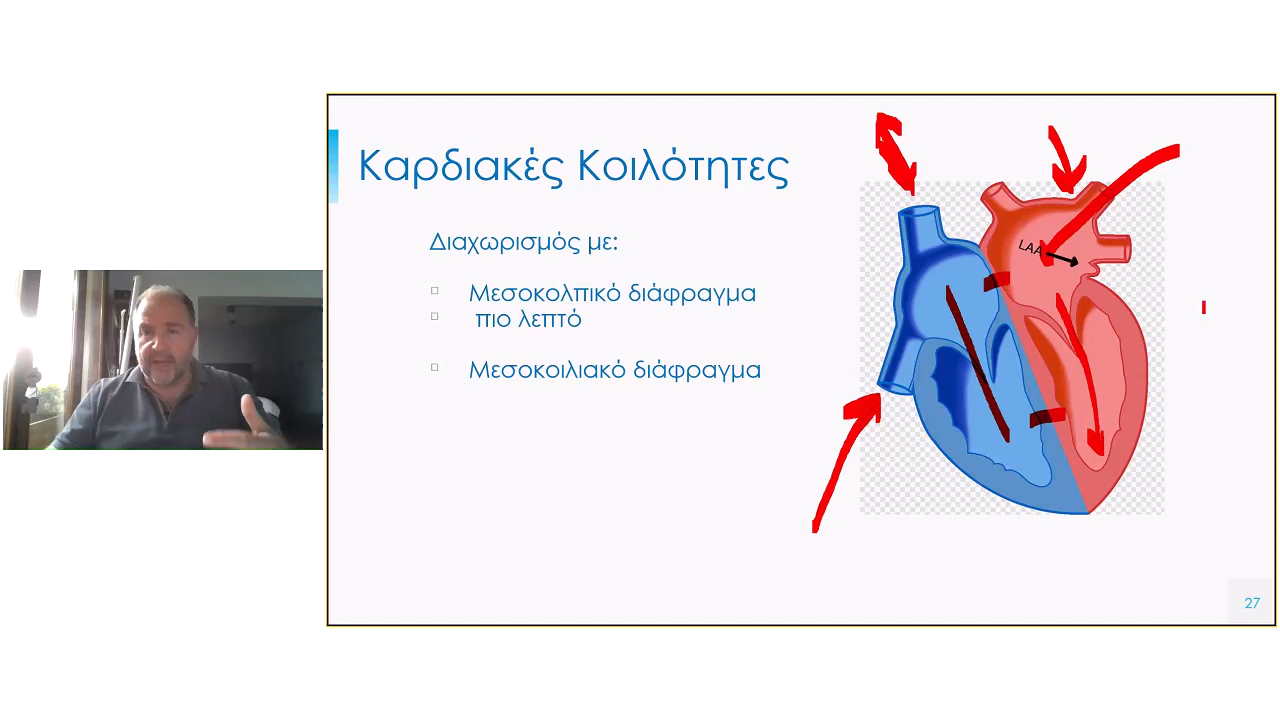 Καρδιακές Κοιλότητες
Διαχωρισμός με:
Μεσοκολπικό διάφραγμα
πιο λεπτό
Μεσοκοιλιακό διάφραγμα
LAA
27